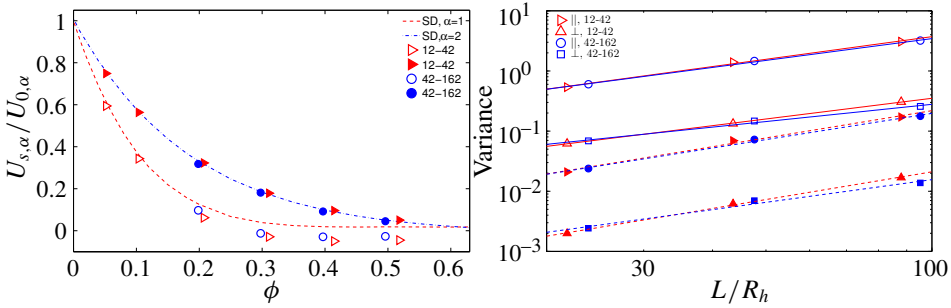 1
0.8
0.6
0.4
0.2
0
U_{s,α}/U_{0,α}
SD, α=1
SD,α=2
12−42
12−42
42−162
42−162
0 0.1 0.2 0.3 0.4 0.5 0.6
ϕ
10^1
10^0
10^{−1}
10^{−2}
10^{−3}
Variance
||, 12-42
⊥, 12-42
||, 42-162
⊥, 42-162
30 100
L/R_h